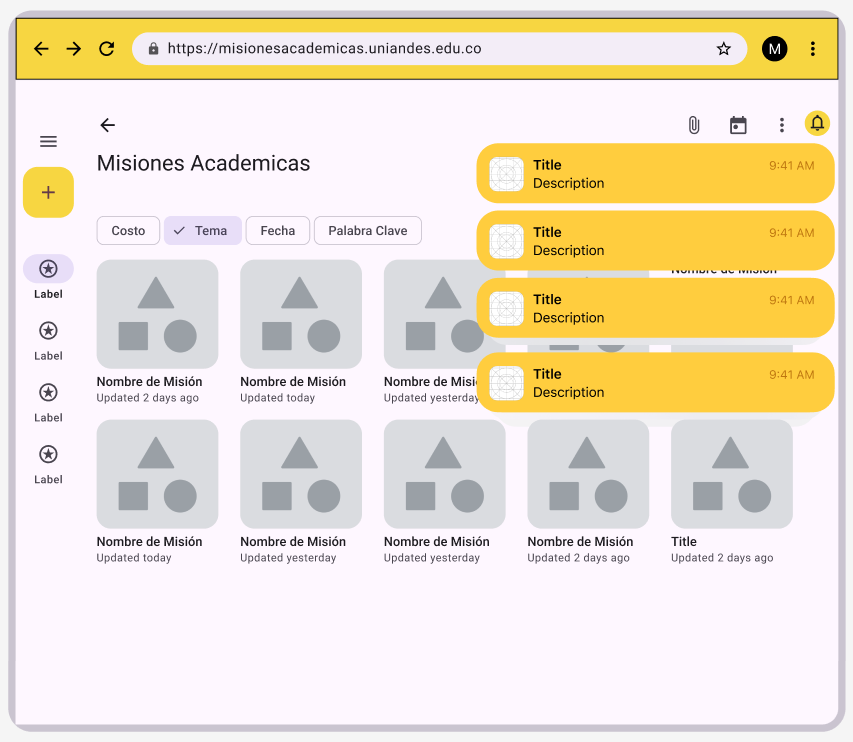 https://misionesacademicas.uniandes.edu.co
M
Misiones Academicas
Title
9:41 AM
Description
Costo
Tema
Fecha
Palabra Clave
Title
9:41 AM
Description
Nombre de Misión
Title
9:41 AM
Description
Title
9:41 AM
Description
Label
Label
Label
Label
Nombre de Misión
Updated 2 days ago
Nombre de Misión
Updated today
Nombre de Misi
Updated yesterday
Nombre de Misión
Updated today
Nombre de Misión
Updated yesterday
Nombre de Misión
Updated yesterday
Nombre de Misión
Updated 2 days ago
Title
Updated 2 days ago